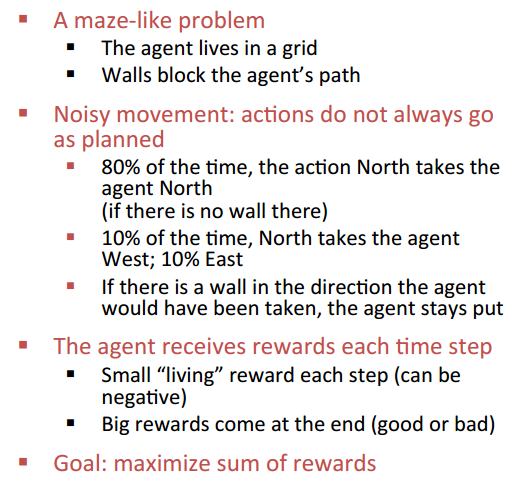 ▪ A maze-like problem
▪ The agent lives in a grid
▪ Walls block the agent's path
▪ Noisy movement: actions do not always go
as planned
▪ 80% of the time, the action North takes the
agent North
(if there is no wall there)
▪ 10% of the time, North takes the agent
West; 10% East
▪ If there is a wall in the direction the agent
would have been taken, the agent stays put
▪ The agent receives rewards each time step
▪ Small “living” reward each step (can be
negative)
▪ Big rewards come at the end (good or bad)
▪ Goal: maximize sum of rewards